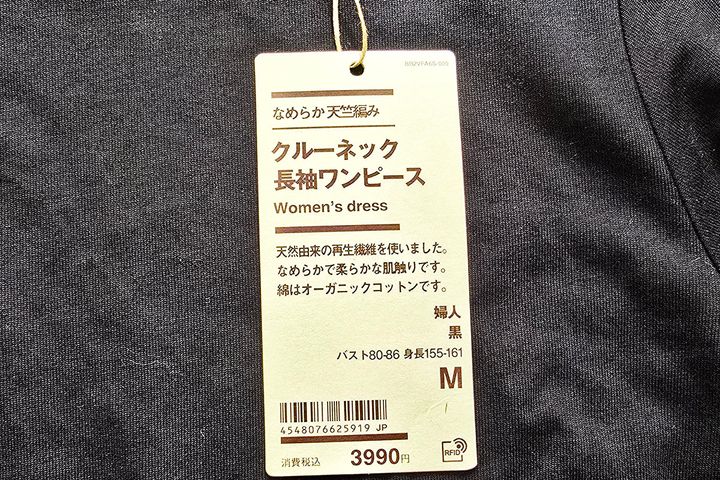 なめらか天竺編み
クルーネック
長袖ワンピース
Women's dress
天然由来の再生繊維を使いました。
なめらかで柔らかな肌触りです。
綿はオーガニックコットンです。
婦人
黒
バスト80-86 身長155-161
M
4548076625919 JP
消費税込 3990円
RFID